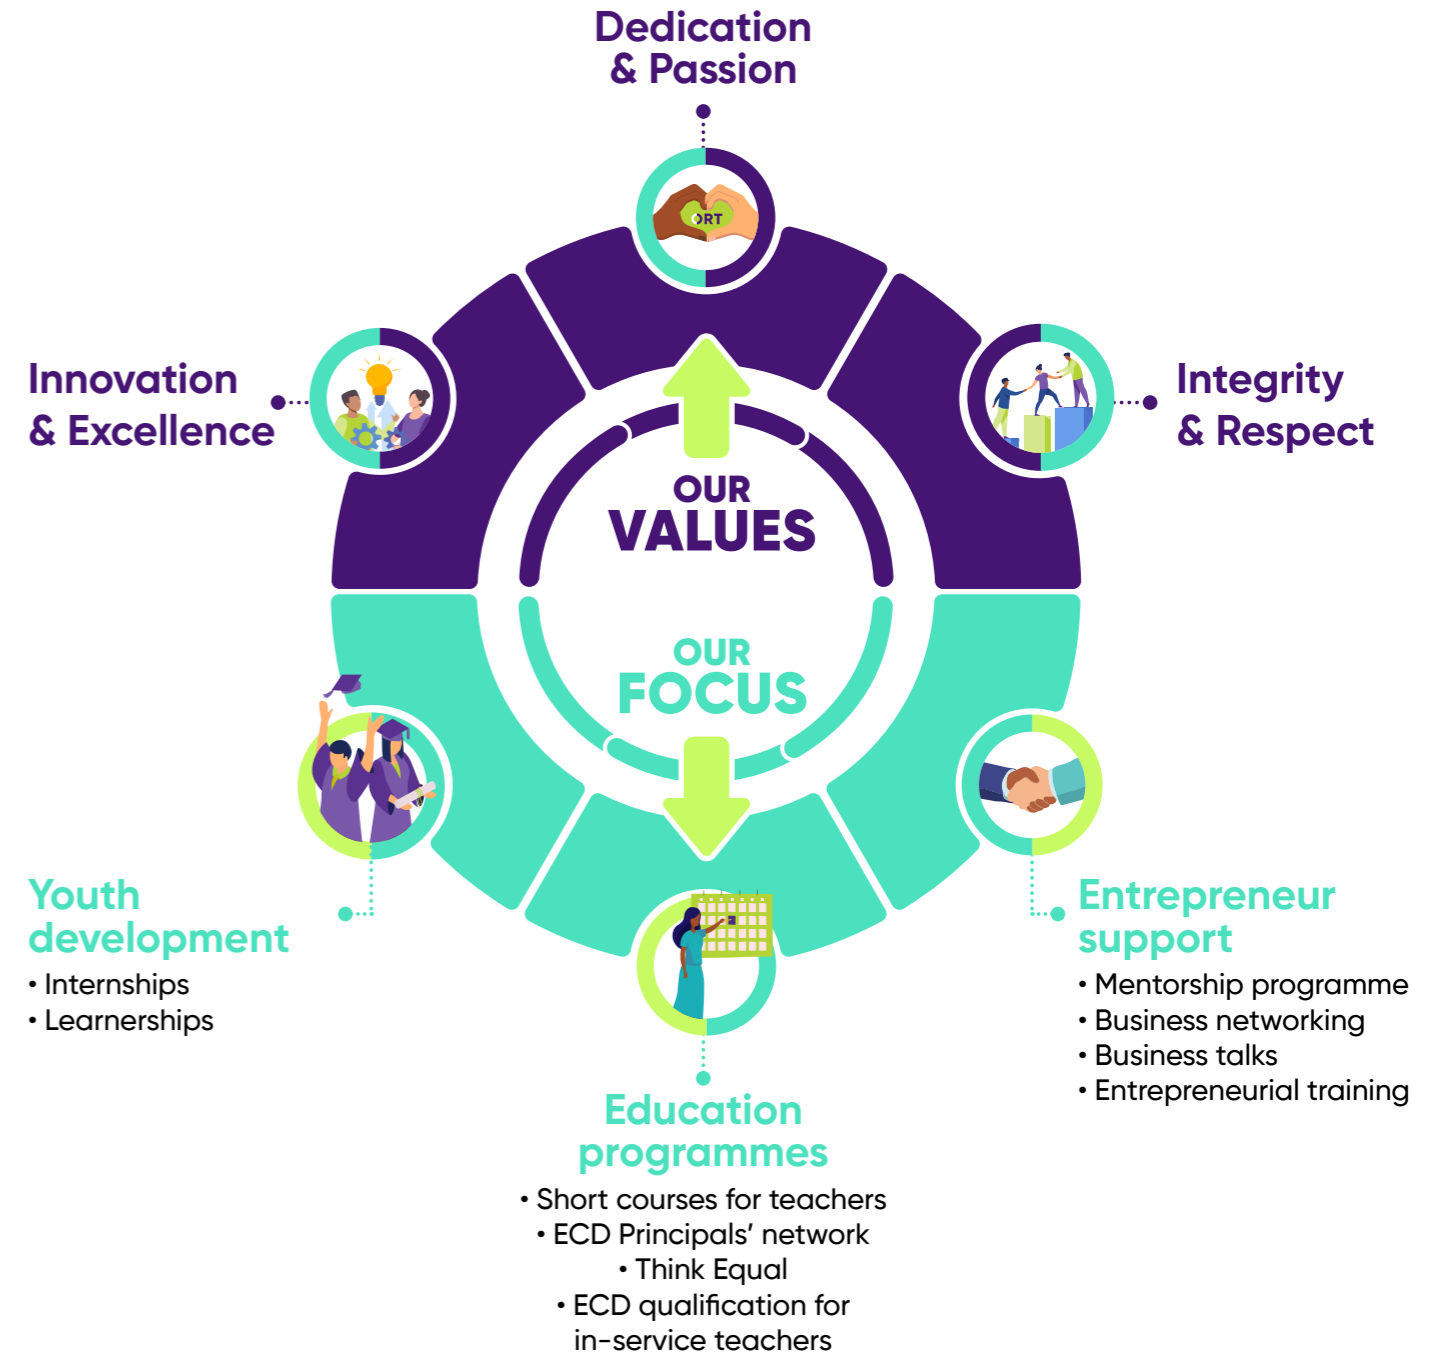 Dedication
& Passion
ORT
Innovation
& Excellence
Integrity
& Respect
OUR
VALUES
OUR
FOCUS
Youth
development
• Internships
• Learnerships
Entrepreneur
support
• Mentorship programme
• Business networking
• Business talks
• Entrepreneurial training
Education
programmes
• Short courses for teachers
• ECD Principals’ network
• Think Equal
• ECD qualification for
in-service teachers